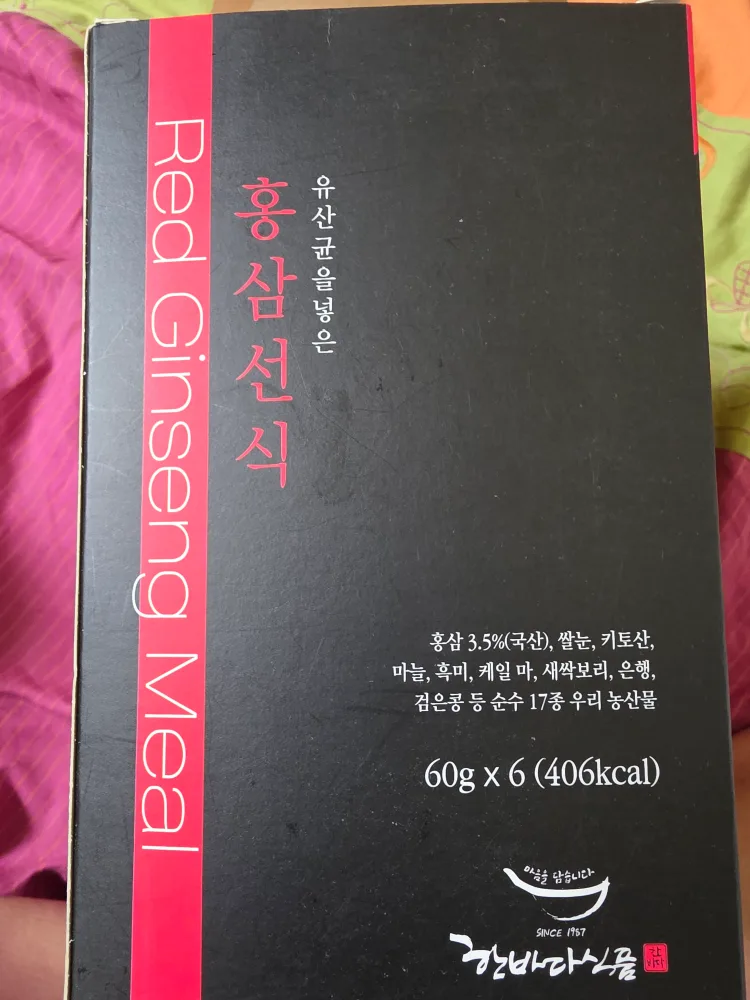 Red Ginseng Meal
유산균을 넣은
홍삼선식
홍삼 3.5%(국산), 쌀눈, 키토산,
마늘, 흑미, 케일 마, 새싹보리, 은행,
검은콩 등 순수 17종 우리 농산물
60g x 6 (406kcal)
마음을 담습니다
SINCE 1987
한바다식품